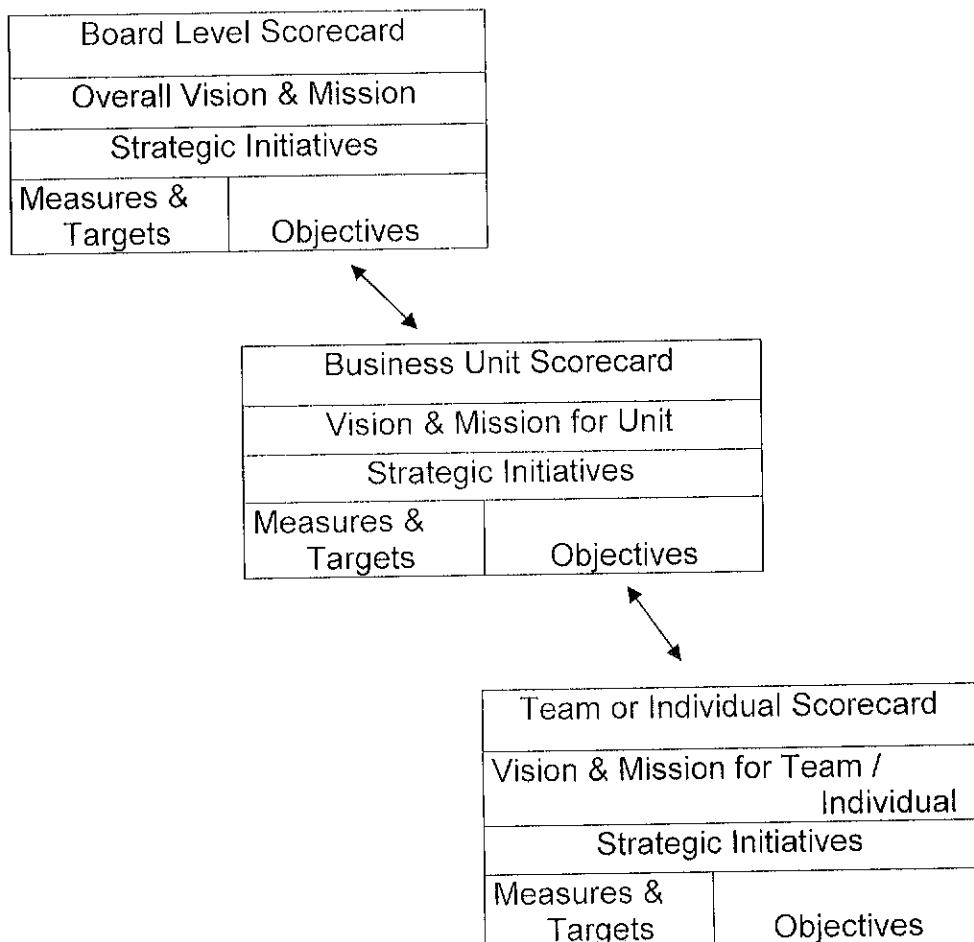 Board Level Scorecard
Overall Vision & Mission
Strategic Initiatives
Measures &
Targets
Objectives
Business Unit Scorecard
Vision & Mission for Unit
Strategic Initiatives
Measures &
Targets
Objectives
Team or Individual Scorecard
Vision & Mission for Team /
Individual
Strategic Initiatives
Measures &
Targets
Objectives